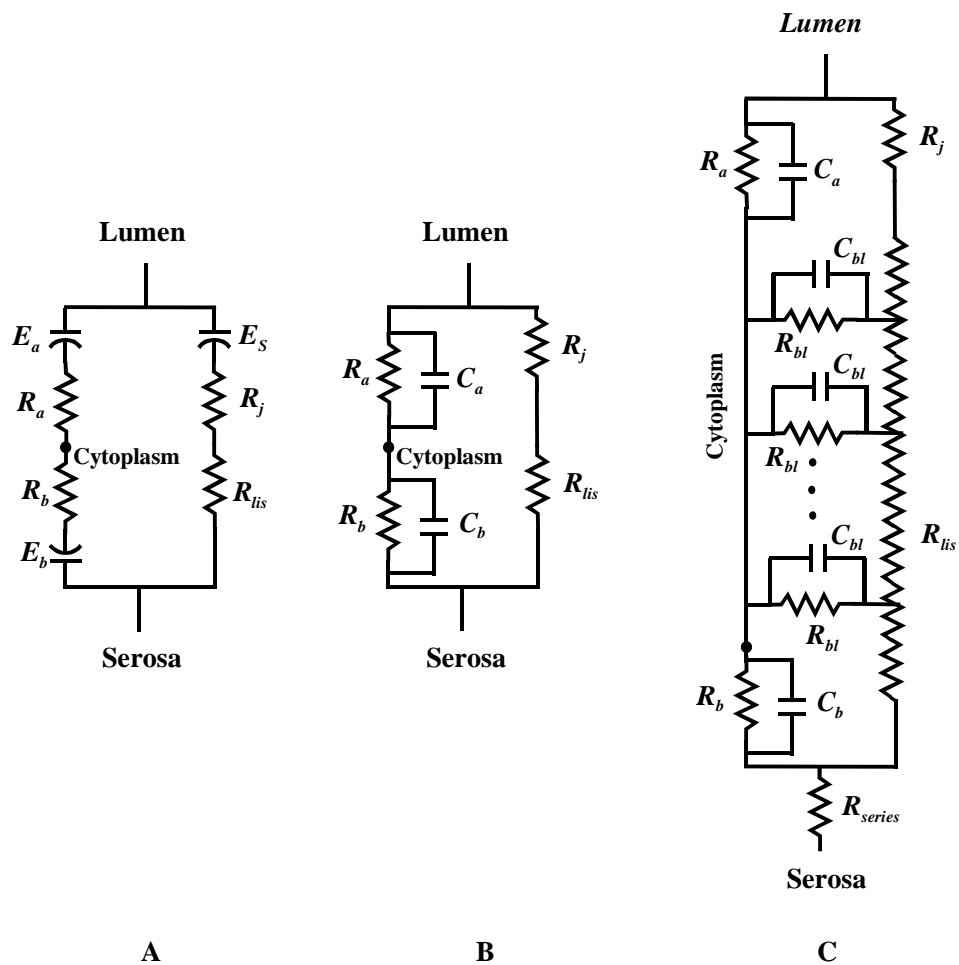 Lumen
E_a
E_S
R_a
R_j
Cytoplasm
R_b
R_lis
E_b
Serosa
A
Lumen
R_a
C_a
R_j
Cytoplasm
R_b
C_b
R_lis
Serosa
B
Lumen
R_a
C_a
R_j
C_bl
R_bl
C_bl
R_bl
Cytoplasm
C_bl
R_bl
R_lis
R_b
C_b
R_series
Serosa
C